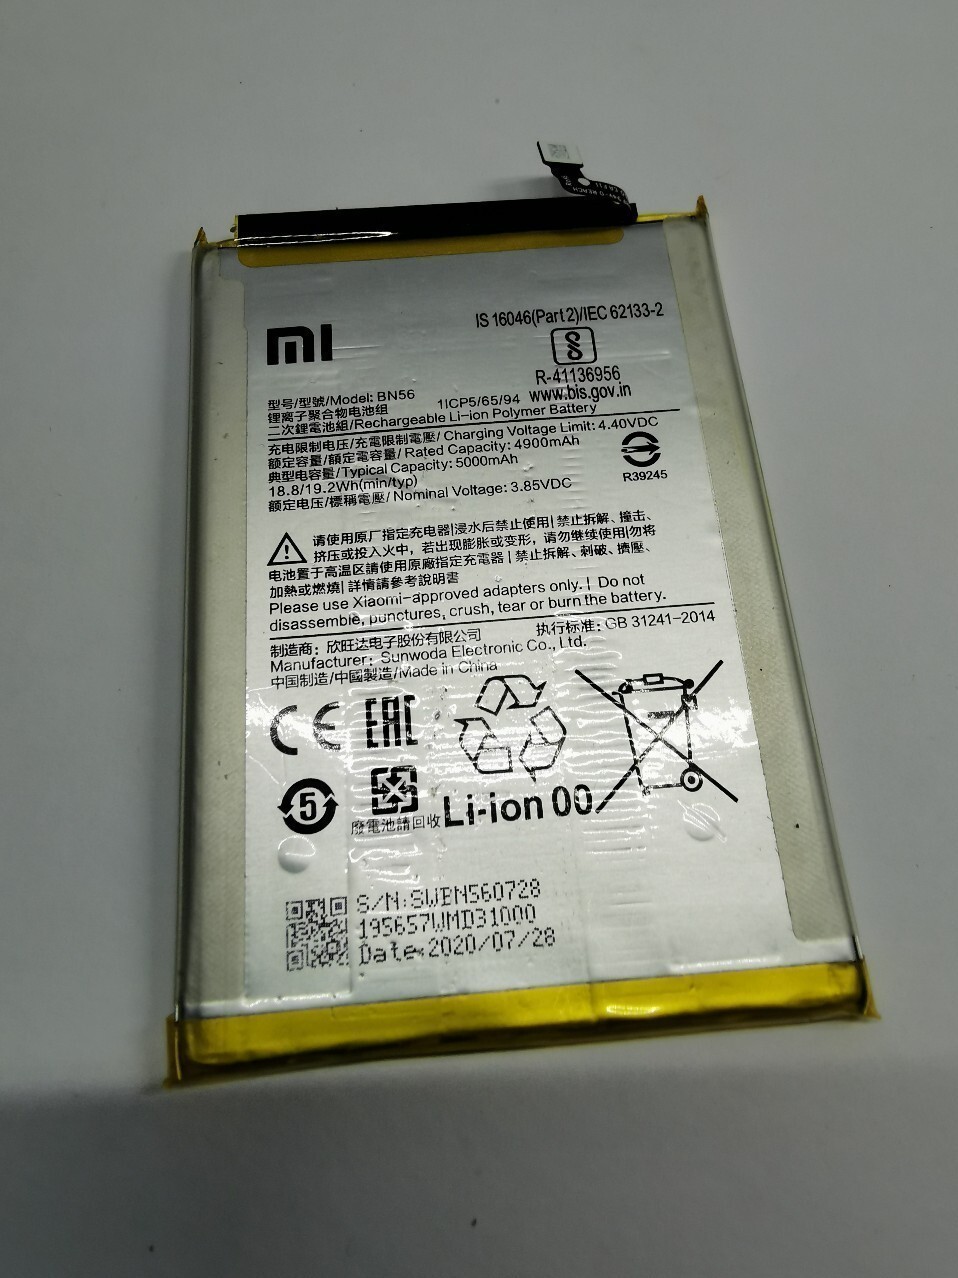 mi
IS 16046(Part 2)/IEC 62133-2
R-41136956
www.bis.gov.in
型号/型號/Model: BN56
1ICP5/65/94
锂离子聚合物电池组
二次鋰電池組/Rechargeable Li-ion Polymer Battery
充电限制电压/充電限制電壓/ Charging Voltage Limit: 4.40VDC
额定容量/額定電容量/ Rated Capacity: 4900mAh
典型电容量/Typical Capacity: 5000mAh
18.8/19.2Wh(min/typ)
额定电压/標稱電壓/ Nominal Voltage: 3.85VDC
R39245
请使用原厂指定充电器|浸水后禁止使用|禁止拆解、撞击、
挤压或投入火中，若出现膨胀或变形，请勿继续使用|勿将
电池置于高温区請使用原廠指定充電器|禁止拆解、刺破、擠壓、
加熱或燃燒|詳情請參考說明書
Please use Xiaomi-approved adapters only. | Do not
disassemble, punctures, crush, tear or burn the battery.
制造商：欣旺达电子股份有限公司
执行标准：GB 31241-2014
Manufacturer: Sunwoda Electronic Co., Ltd.
中国制造/中國製造/Made in China
CE
EAC
5
廢電池請回收
Li-ion 00
S/N:SWBN560728
195657WMD31000
Date:2020/07/28